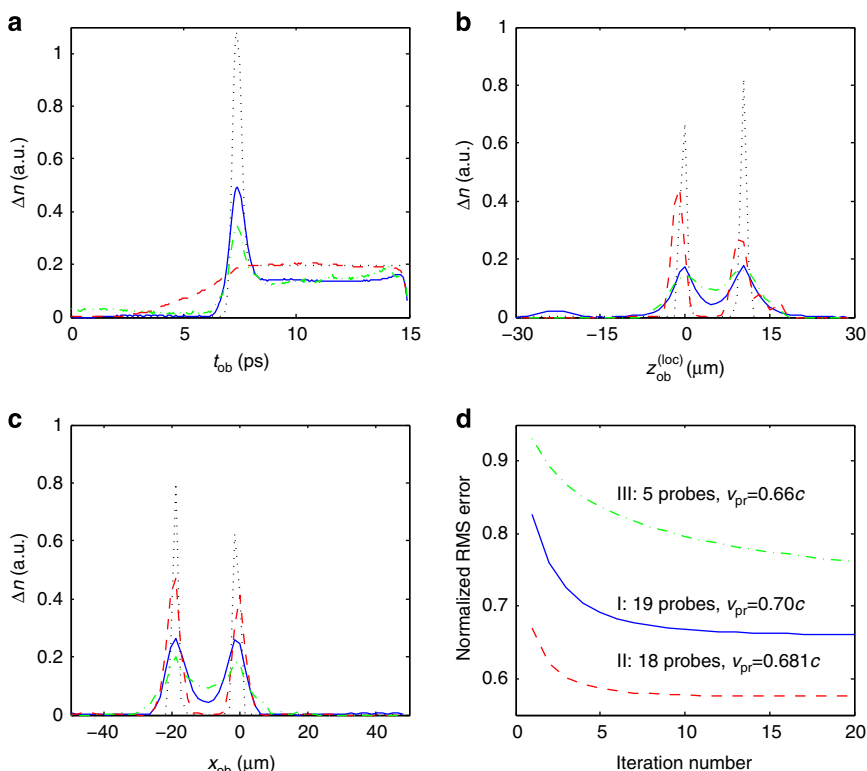 a
1
0.8
0.6
0.4
0.2
0
Δn (a.u.)
0
5
10
15
t_ob (ps)
b
1
0.8
0.6
0.4
0.2
0
Δn (a.u.)
−30
−15
0
15
30
z_ob^(loc) (μm)
c
1
0.8
0.6
0.4
0.2
0
Δn (a.u.)
−40
−20
0
20
40
x_ob (μm)
d
0.9
0.8
0.7
0.6
Normalized RMS error
III: 5 probes, v_pr=0.66c
I: 19 probes, v_pr=0.70c
II: 18 probes, v_pr=0.681c
0
5
10
15
20
Iteration number